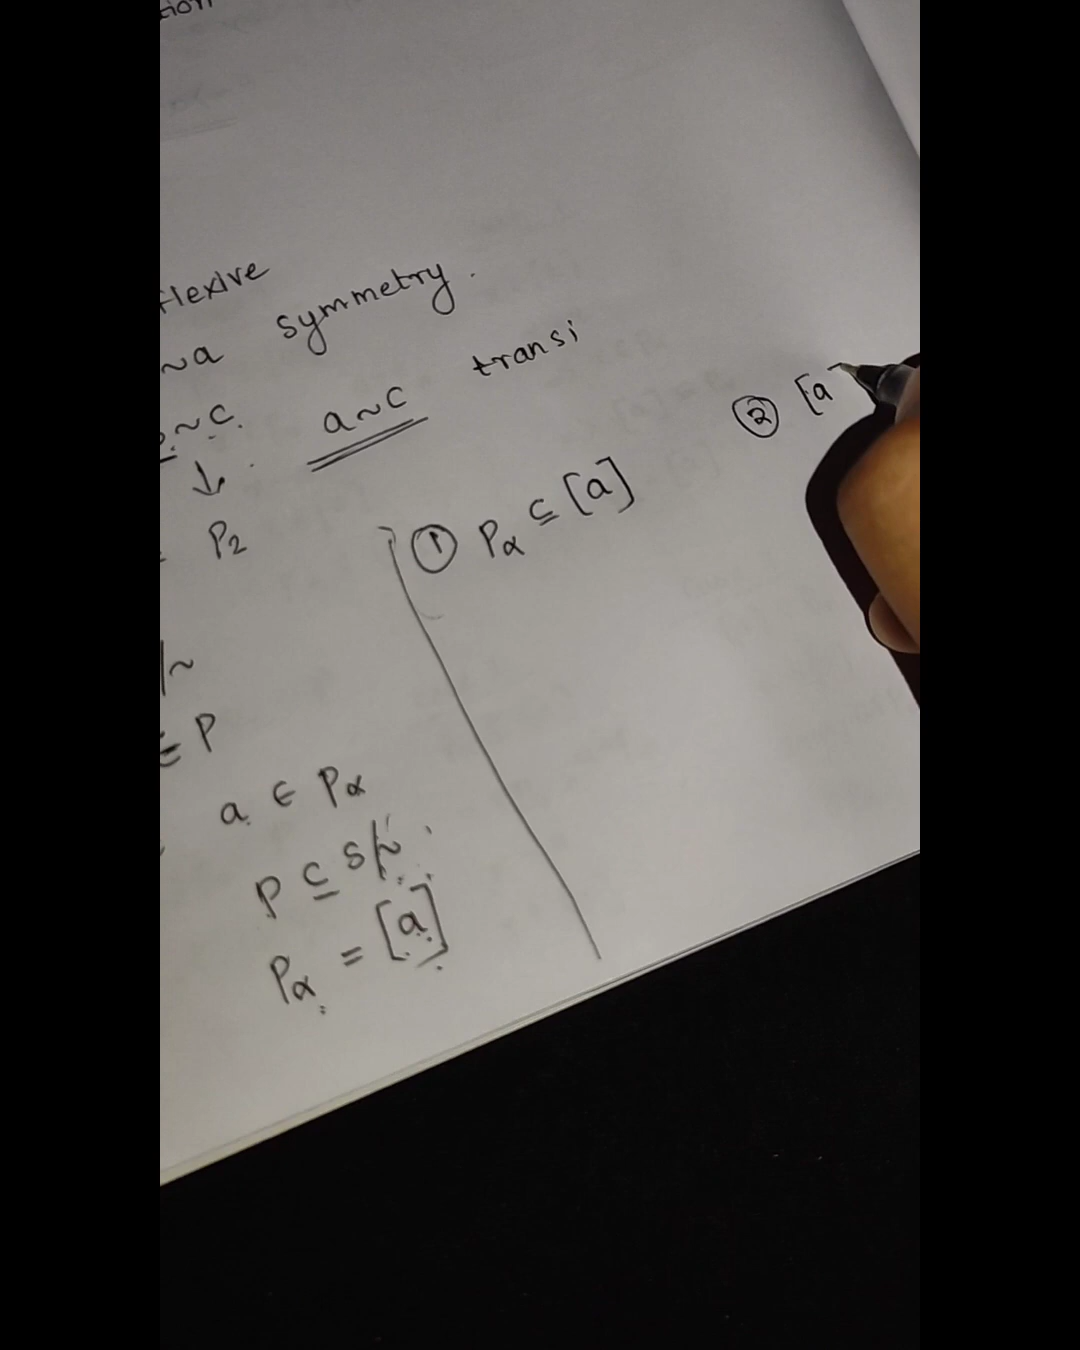 flexive
~a symmetry.
~c. a~c transi
↓
P₂
① Pα ⊆ [a] ② [a
/~
∈ P
a ∈ Pα
P ⊆ S/~
Pα = [a]